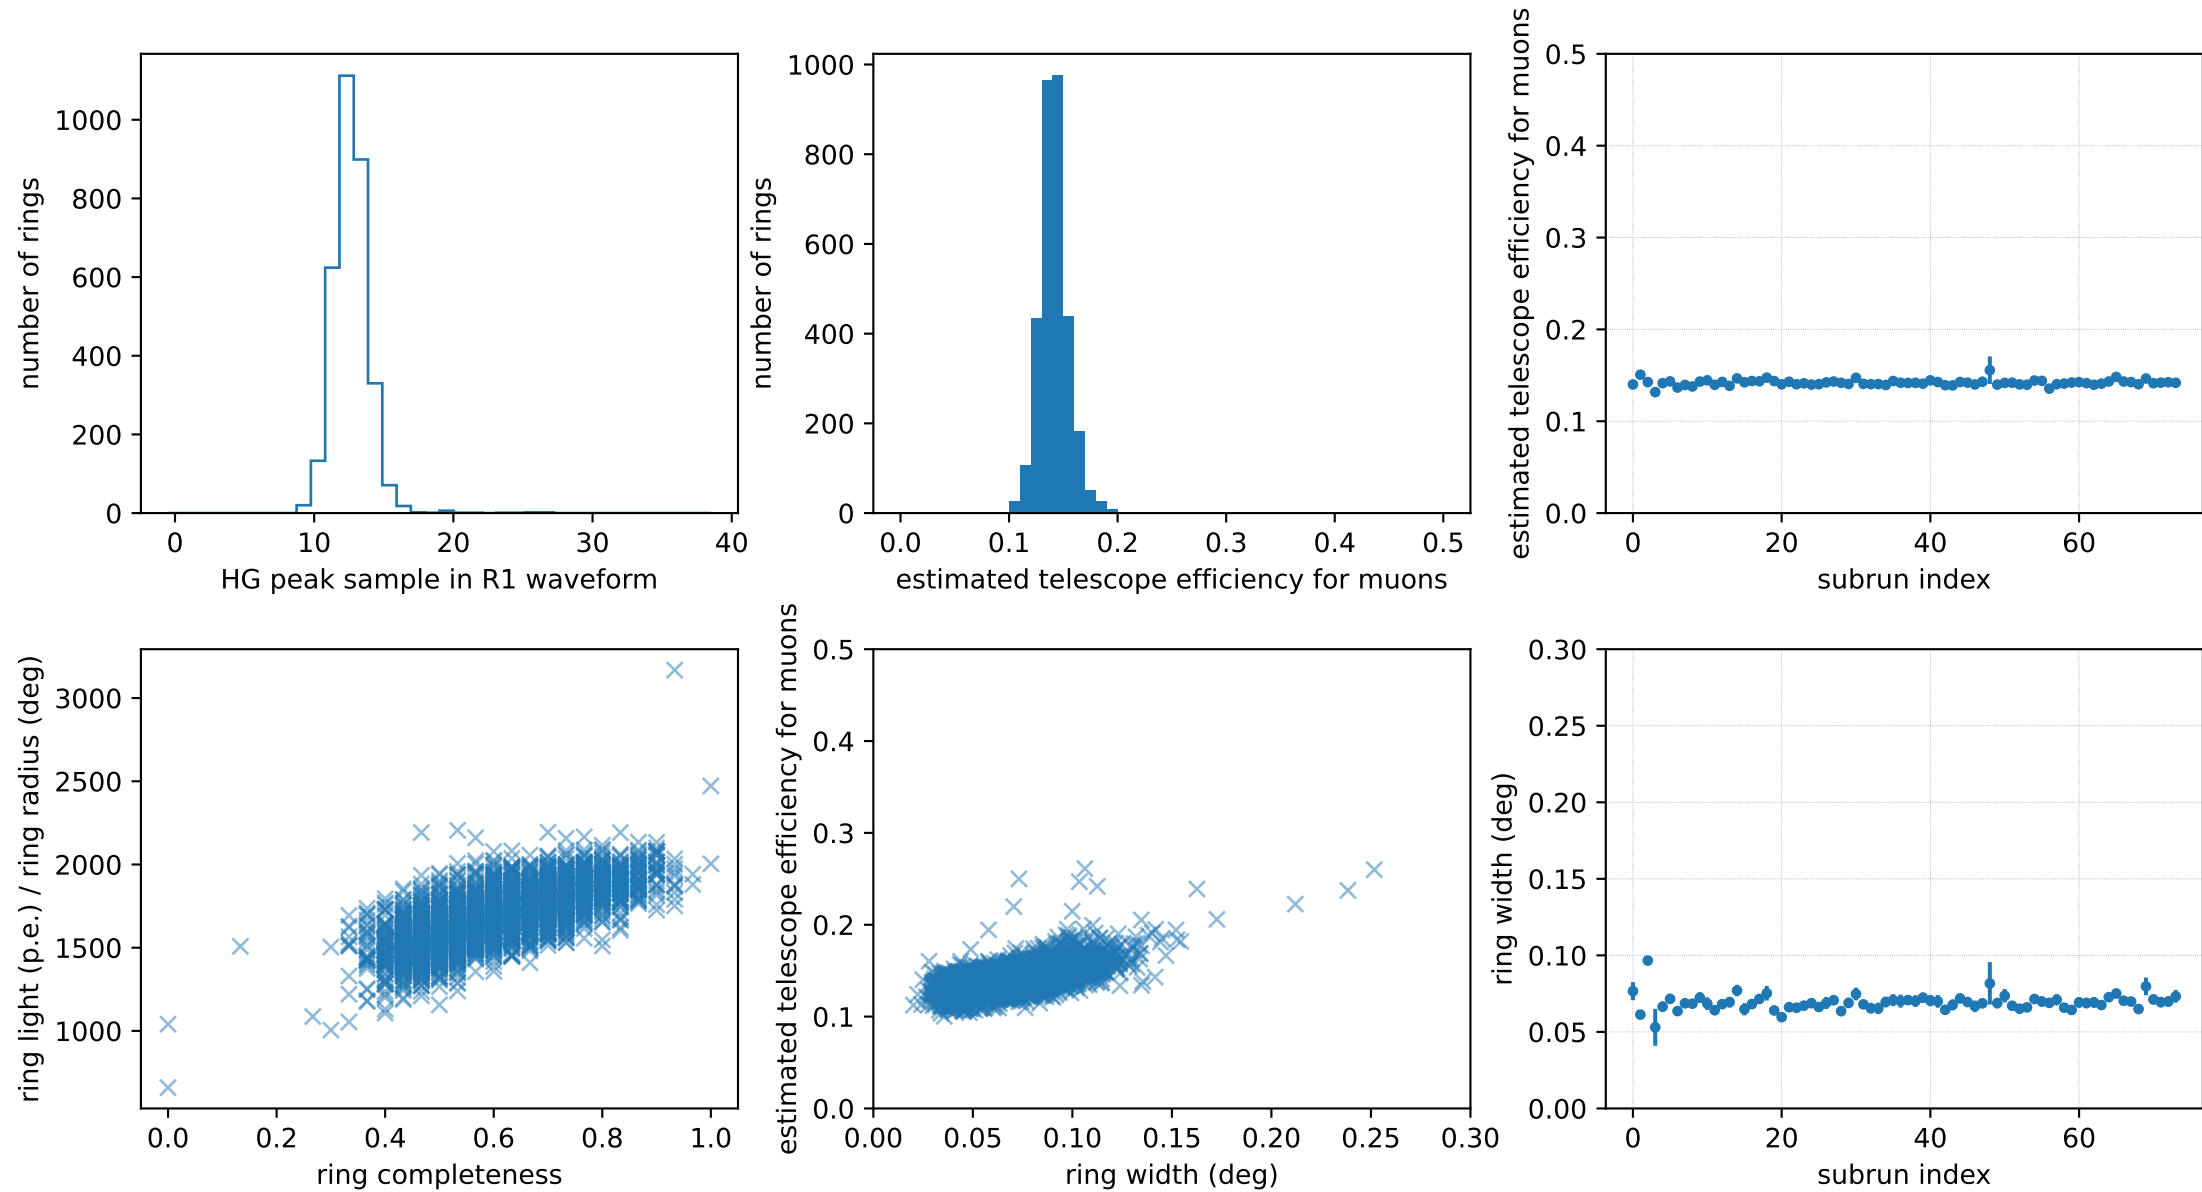 number of rings
1000
800
600
400
200
0
0 10 20 30 40
HG peak sample in R1 waveform
number of rings
1000
800
600
400
200
0
0.0 0.1 0.2 0.3 0.4 0.5
estimated telescope efficiency for muons
estimated telescope efficiency for muons
0.5
0.4
0.3
0.2
0.1
0.0
0 20 40 60
subrun index
ring light (p.e.) / ring radius (deg)
3000
2500
2000
1500
1000
0.0 0.2 0.4 0.6 0.8 1.0
ring completeness
estimated telescope efficiency for muons
0.5
0.4
0.3
0.2
0.1
0.0
0.00 0.05 0.10 0.15 0.20 0.25 0.30
ring width (deg)
ring width (deg)
0.30
0.25
0.20
0.15
0.10
0.05
0.00
0 20 40 60
subrun index